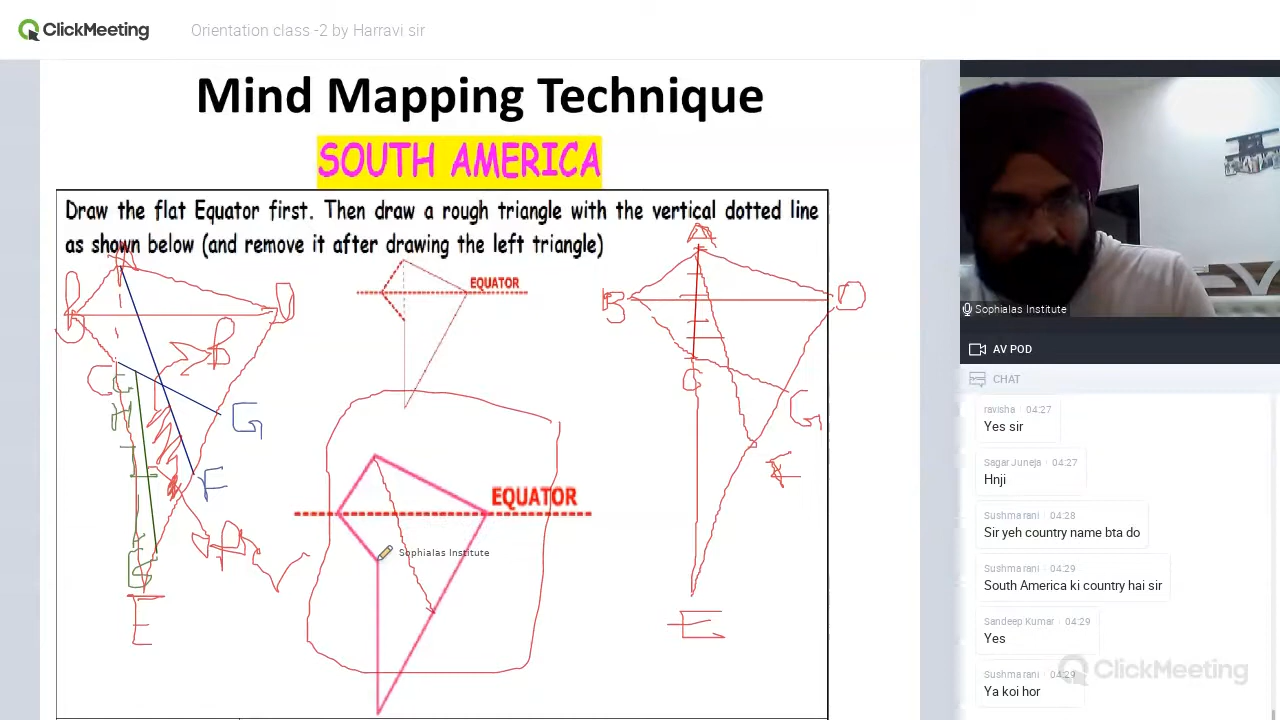 ClickMeeting
Orientation class -2 by Harravi sir
Mind Mapping Technique
SOUTH AMERICA
Draw the flat Equator first. Then draw a rough triangle with the vertical dotted line
as shown below (and remove it after drawing the left triangle)
A
B
D
C
B
G
F
E
EQUATOR
EQUATOR
Sophialas Institute
A
B
D
C
G
F
E
Sophialas Institute
AV POD
CHAT
ravisha · 04:27
Yes sir
Sagar Juneja · 04:27
Hnji
Sushma rani · 04:28
Sir yeh country name bta do
Sushma rani · 04:29
South America ki country hai sir
Sandeep Kumar · 04:29
Yes
Sushma rani · 04:29
Ya koi hor
ClickMeeting